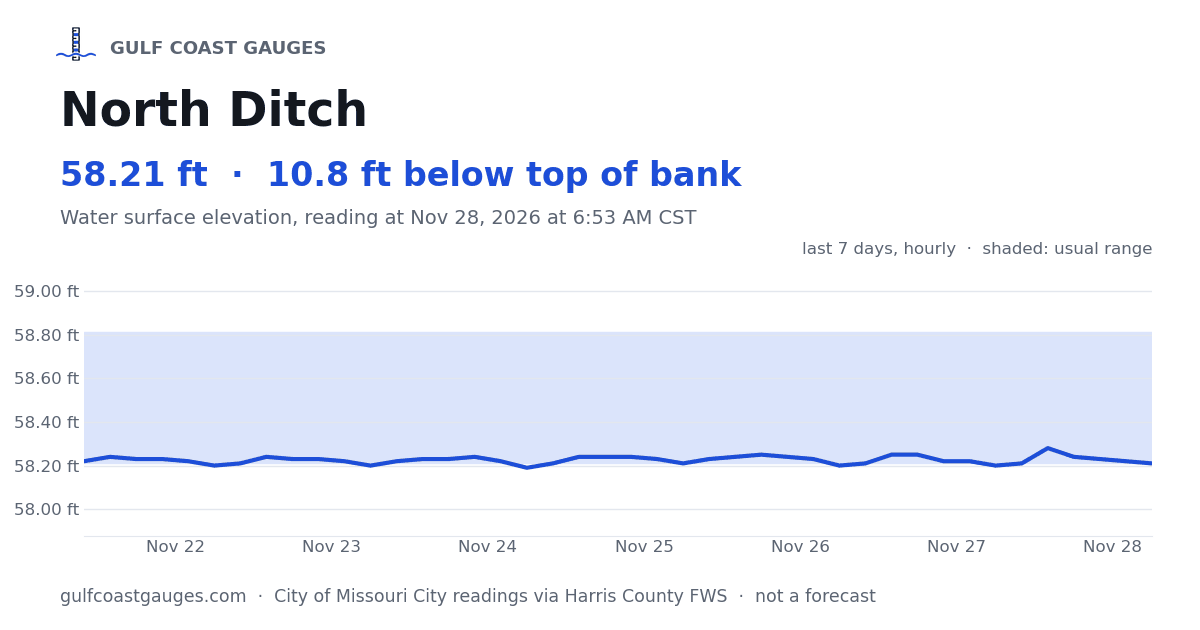 GULF COAST GAUGES
North Ditch
58.21 ft · 10.8 ft below top of bank
Water surface elevation, reading at Nov 28, 2026 at 6:53 AM CST
last 7 days, hourly · shaded: usual range
59.00 ft
58.80 ft
58.60 ft
58.40 ft
58.20 ft
58.00 ft
Nov 22 Nov 23 Nov 24 Nov 25 Nov 26 Nov 27 Nov 28
gulfcoastgauges.com · City of Missouri City readings via Harris County FWS · not a forecast